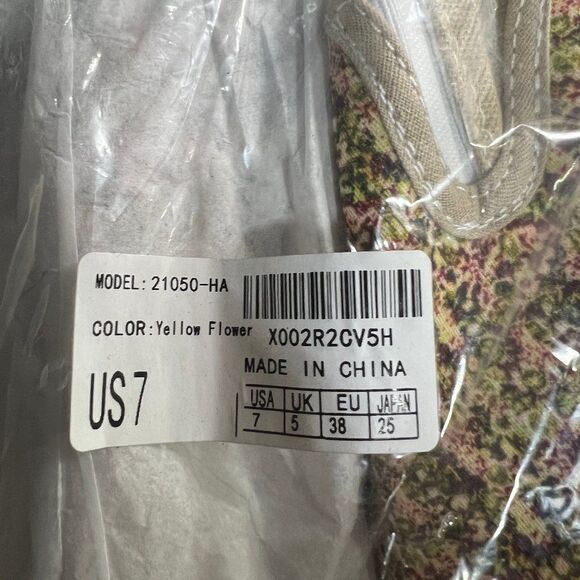 MODEL: 21050-HA
COLOR: Yellow Flower
X002R2CV5H
MADE IN CHINA
US7
USA UK EU JAPAN
7 5 38 25